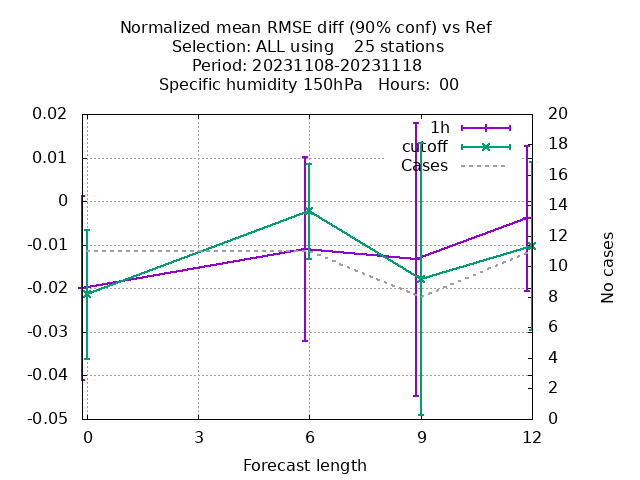 Normalized mean RMSE diff (90% conf) vs Ref
Selection: ALL using    25 stations
Period: 20231108-20231118
Specific humidity 150hPa   Hours:  00
0.02
0.01
0
-0.01
-0.02
-0.03
-0.04
-0.05
1h
cutoff
Cases
20
18
16
14
12
10
8
6
4
2
0
No cases
0
3
6
9
12
Forecast length